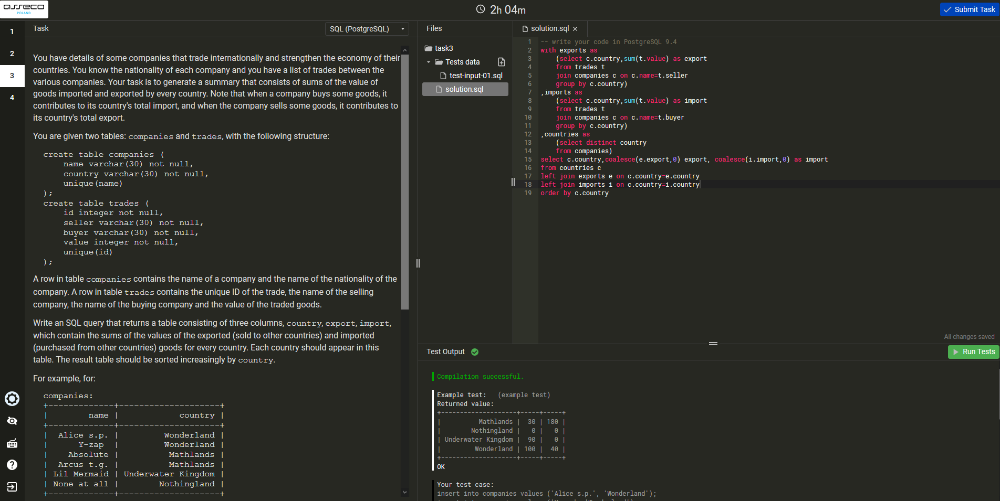 asseco
POLAND
2h 04m
Submit Task
1
2
3
4
Task
SQL (PostgreSQL)
You have details of some companies that trade internationally and strengthen the economy of their
countries. You know the nationality of each company and you have a list of trades between the
various companies. Your task is to generate a summary that consists of sums of the value of
goods imported and exported by every country. Note that when a company buys some goods, it
contributes to its country's total import, and when the company sells some goods, it contributes to
its country's total export.
You are given two tables: companies and trades, with the following structure:
create table companies (
name varchar(30) not null,
country varchar(30) not null,
unique(name)
);
create table trades (
id integer not null,
seller varchar(30) not null,
buyer varchar(30) not null,
value integer not null,
unique(id)
);
A row in table companies contains the name of a company and the name of the nationality of the
company. A row in table trades contains the unique ID of the trade, the name of the selling
company, the name of the buying company and the value of the traded goods.
Write an SQL query that returns a table consisting of three columns, country, export, import,
which contain the sums of the values of the exported (sold to other countries) and imported
(purchased from other countries) goods for every country. Each country should appear in this
table. The result table should be sorted increasingly by country.
For example, for:
companies:
+-------------+--------------------+
| name | country |
+-------------+--------------------+
| Alice s.p. | Wonderland |
| Y-zap | Wonderland |
| Absolute | Mathlands |
| Arcus t.g. | Mathlands |
| Lil Mermaid | Underwater Kingdom |
| None at all | Nothingland |
+-------------+--------------------+
Files
task3
Tests data
test-input-01.sql
solution.sql
solution.sql ×
1 -- write your code in PostgreSQL 9.4
2 with exports as
3 (select c.country,sum(t.value) as export
4 from trades t
5 join companies c on c.name=t.seller
6 group by c.country)
7 ,imports as
8 (select c.country,sum(t.value) as import
9 from trades t
10 join companies c on c.name=t.buyer
11 group by c.country)
12 ,countries as
13 (select distinct country
14 from companies)
15 select c.country,coalesce(e.export,0) export, coalesce(i.import,0) as import
16 from countries c
17 left join exports e on c.country=e.country
18 left join imports i on c.country=i.country
19 order by c.country
All changes saved
Test Output
Run Tests
Compilation successful.
Example test: (example test)
Returned value:
+--------------------+-----+-----+
| Mathlands | 30 | 180 |
| Nothingland | 0 | 0 |
| Underwater Kingdom | 90 | 0 |
| Wonderland | 100 | 40 |
+--------------------+-----+-----+
OK
Your test case:
insert into companies values ('Alice s.p.', 'Wonderland');